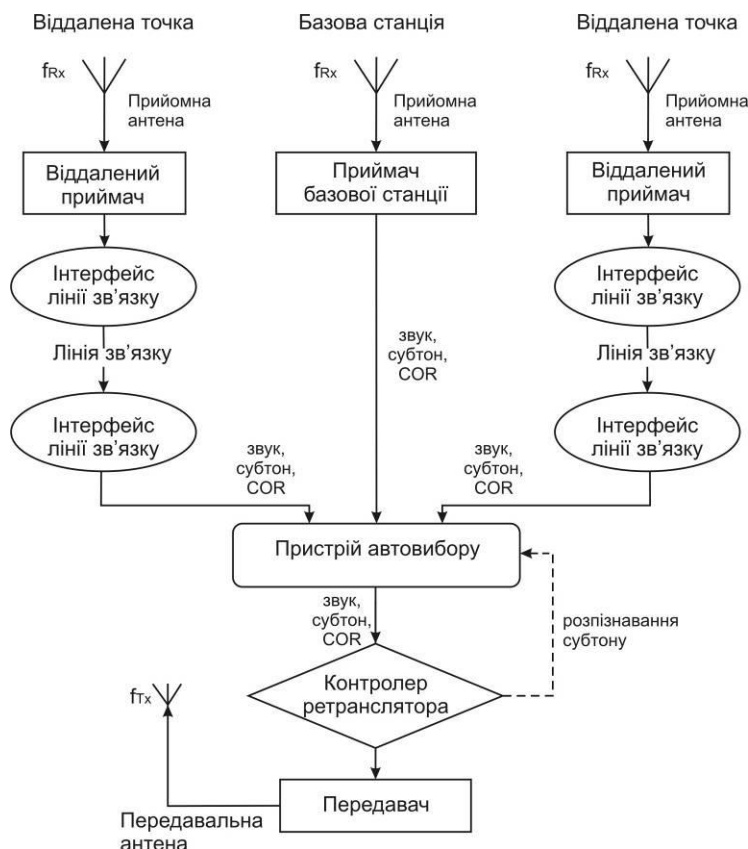 Віддалена точка
Базова станція
Віддалена точка
fRx
fRx
fRx
Прийомна
антена
Прийомна
антена
Прийомна
антена
Віддалений
приймач
Приймач
базової станції
Віддалений
приймач
Інтерфейс
лінії зв’язку
Інтерфейс
лінії зв’язку
Лінія зв’язку
звук,
субтон,
COR
Лінія зв’язку
Інтерфейс
лінії зв’язку
Інтерфейс
лінії зв’язку
звук,
субтон,
COR
звук,
субтон,
COR
Пристрій автовибору
звук,
субтон,
COR
розпізнавання
субтону
Контролер
ретранслятора
fTx
Передавач
Передавальна
антена